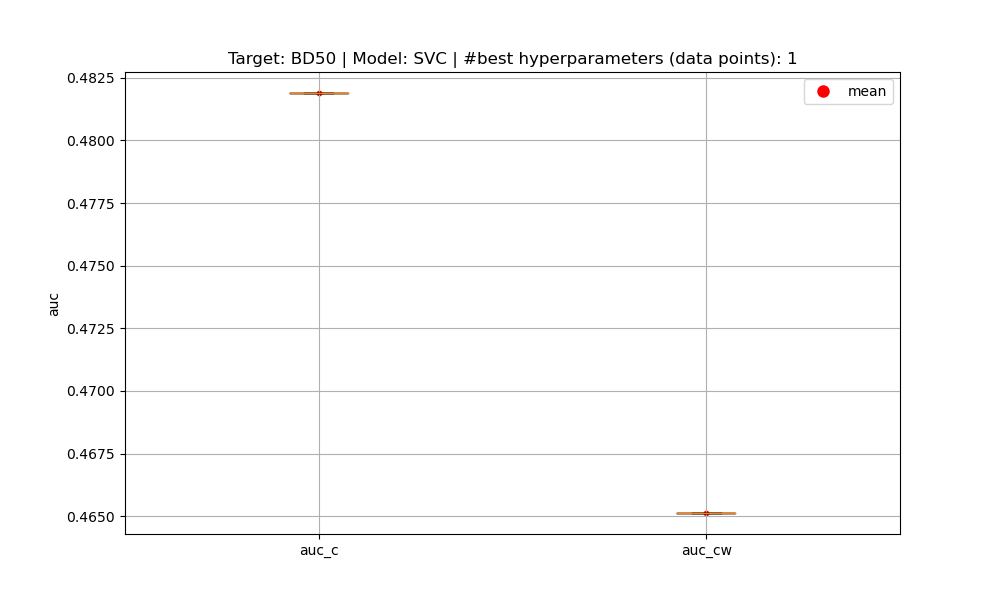 Target: BD50 | Model: SVC | #best hyperparameters (data points): 1
mean
0.4825
0.4800
0.4775
0.4750
0.4725
0.4700
0.4675
0.4650
auc
auc_c
auc_cw